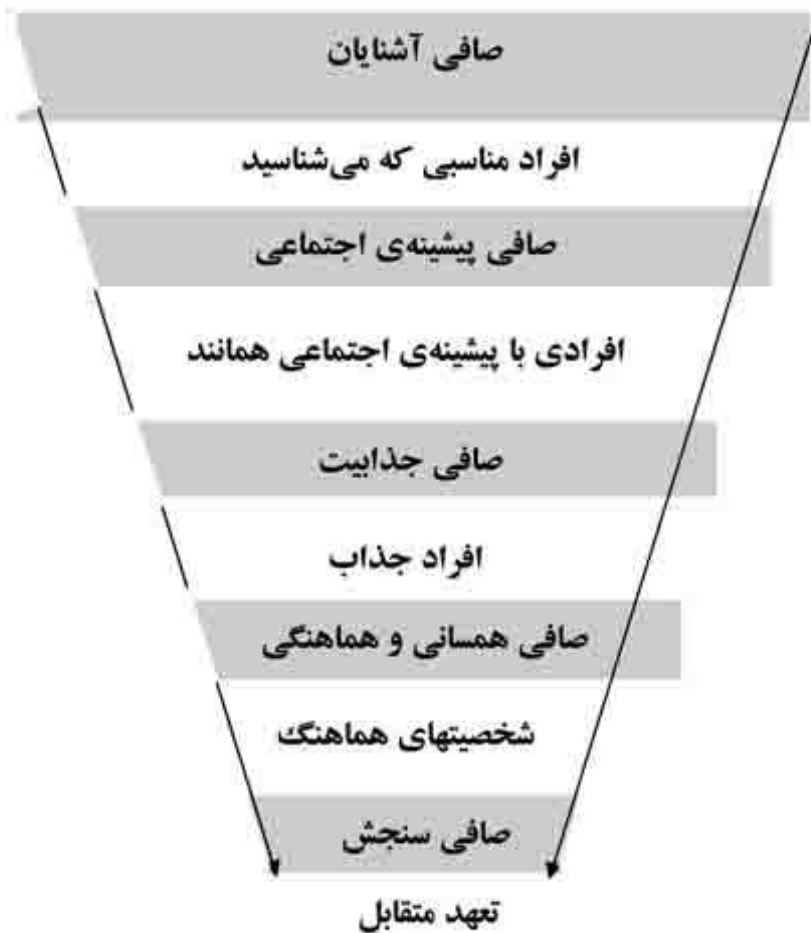 صافی آشنایان
افراد مناسبی که می‌شناسید
صافی پیشینه‌ی اجتماعی
افرادی با پیشینه‌ی اجتماعی همانند
صافی جذابیت
افراد جذاب
صافی همسانی و هماهنگی
شخصیتهای هماهنگ
صافی سنجش
تعهد متقابل